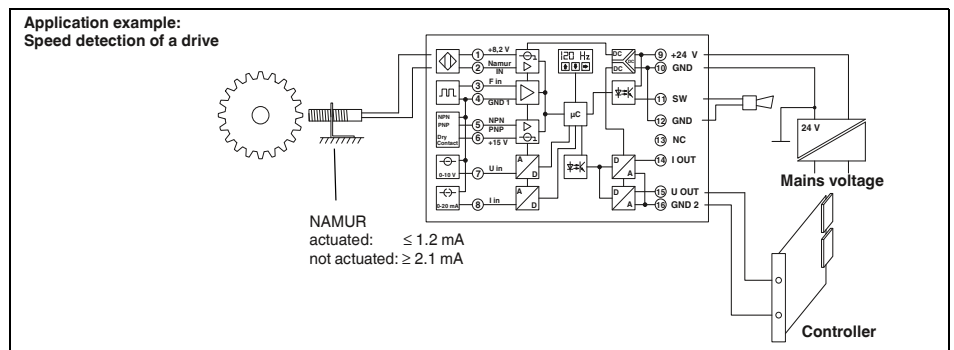 Application example:
Speed detection of a drive
1 +8,2 V
2 Namur IN
3 F in
4 GND 1
NPN
PNP
Dry
Contact
5 NPN
PNP
6 +15 V
0-10 V
7 U in
0-20 mA
8 I in
A
D
A
D
120 Hz
µC
DC
DC
DC
D
A
D
A
9 +24 V
10 GND
11 SW
12 GND
13 NC
14 I OUT
15 U OUT
16 GND 2
24 V
Mains voltage
Controller
NAMUR
actuated: ≤ 1.2 mA
not actuated: ≥ 2.1 mA